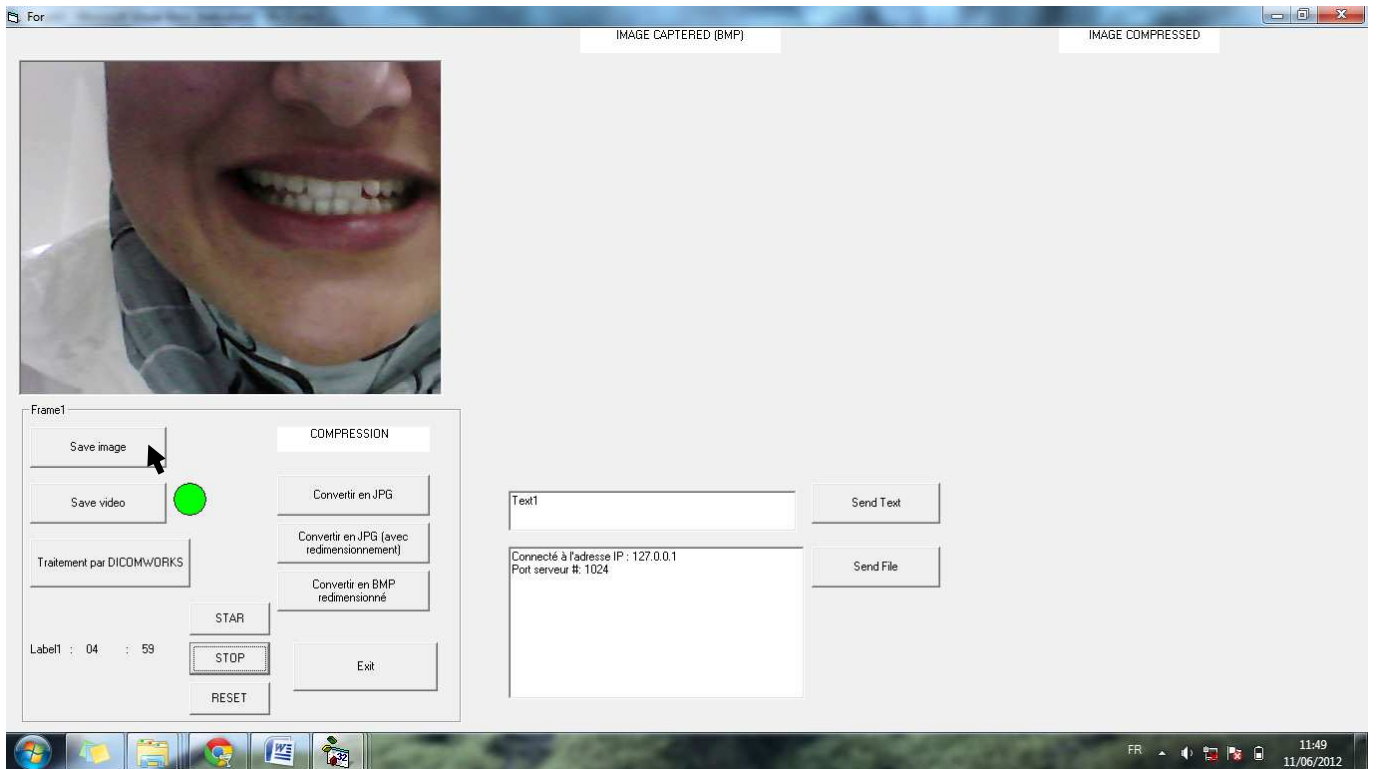 For
IMAGE CAPTERED (BMP)
IMAGE COMPRESSED
Frame1
Save image
COMPRESSION
Save video
Convertir en JPG
Traitement par DICOMWORKS
Convertir en JPG (avec
redimensionnement)
Convertir en BMP
redimensionné
STAR
Label1 : 04 : 59
STOP
Exit
RESET
Text1
Send Text
Connecté à l'adresse IP : 127.0.0.1
Port serveur #: 1024
Send File
32
FR
11:49
11/06/2012